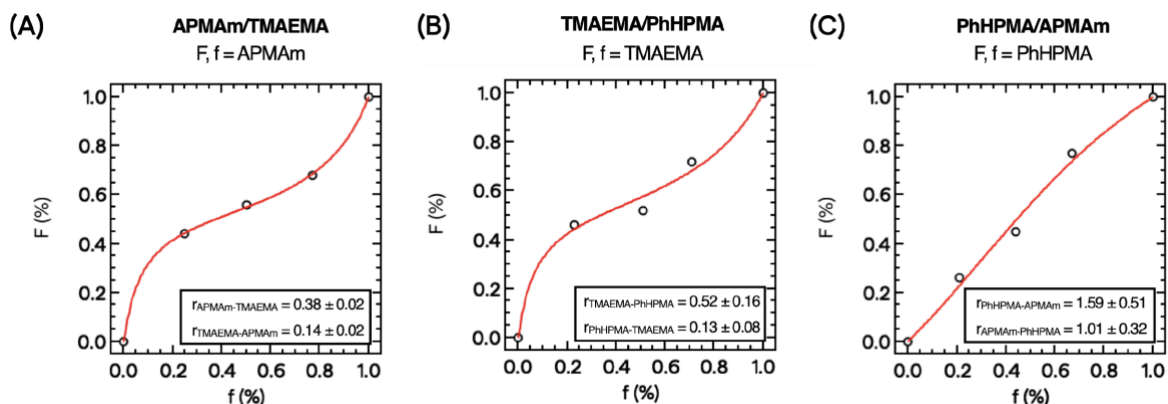 (A)
APMAm/TMAEMA
F, f = APMAm
1.0
0.8
0.6
0.4
0.2
0.0
F (%)
rAPMAm-TMAEMA = 0.38 ± 0.02
rTMAEMA-APMAm = 0.14 ± 0.02
0.0 0.2 0.4 0.6 0.8 1.0
f (%)
(B)
TMAEMA/PhHPMA
F, f = TMAEMA
1.0
0.8
0.6
0.4
0.2
0.0
F (%)
rTMAEMA-PhHPMA = 0.52 ± 0.16
rPhHPMA-TMAEMA = 0.13 ± 0.08
0.0 0.2 0.4 0.6 0.8 1.0
f (%)
(C)
PhHPMA/APMAm
F, f = PhHPMA
1.0
0.8
0.6
0.4
0.2
0.0
F (%)
rPhHPMA-APMAm = 1.59 ± 0.51
rAPMAm-PhHPMA = 1.01 ± 0.32
0.0 0.2 0.4 0.6 0.8 1.0
f (%)